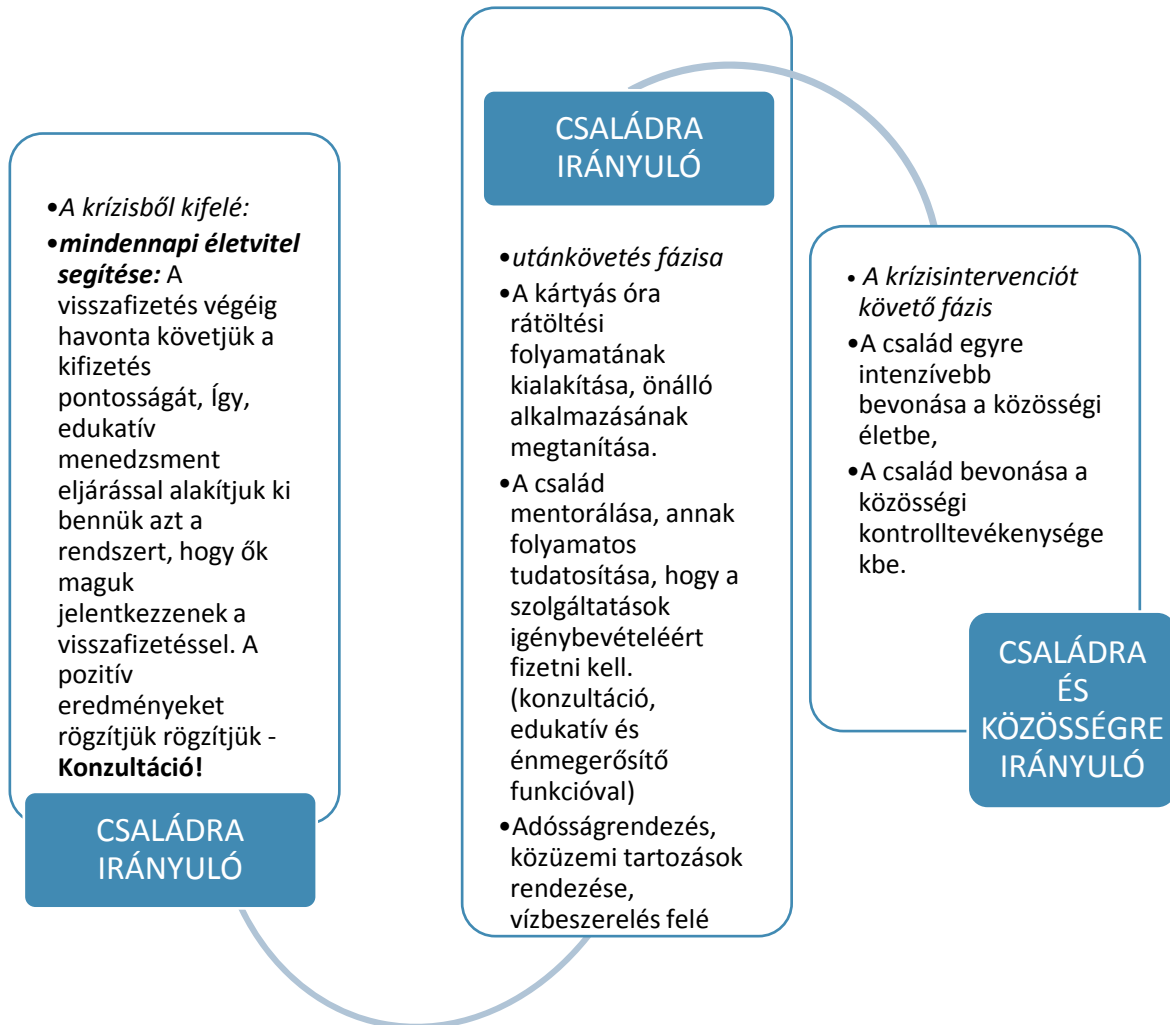 •A krízisből kifelé:
•mindennapi életvitel
segítése: A
visszafizetés végéig
havonta követjük a
kifizetés
pontosságát, Így,
edukatív
menedzsment
eljárással alakítjuk ki
bennük azt a
rendszert, hogy ők
maguk
jelentkezzenek a
visszafizetéssel. A
pozitív
eredményeket
rögzítjük rögzítjük -
Konzultáció!
CSALÁDRA
IRÁNYULÓ
CSALÁDRA
IRÁNYULÓ
•utánkövetés fázisa
•A kártyás óra
rátöltési
folyamatának
kialakítása, önálló
alkalmazásának
megtanítása.
•A család
mentorálása, annak
folyamatos
tudatosítása, hogy a
szolgáltatások
igénybevételéért
fizetni kell.
(konzultáció,
edukatív és
énmegerősítő
funkcióval)
•Adósságrendezés,
közüzemi tartozások
rendezése,
vízbeszerelés felé
• A krízisintervenciót
követő fázis
•A család egyre
intenzívebb
bevonása a közösségi
életbe,
•A család bevonása a
közösségi
kontrolltevékenysége
kbe.
CSALÁDRA
ÉS
KÖZÖSSÉGRE
IRÁNYULÓ